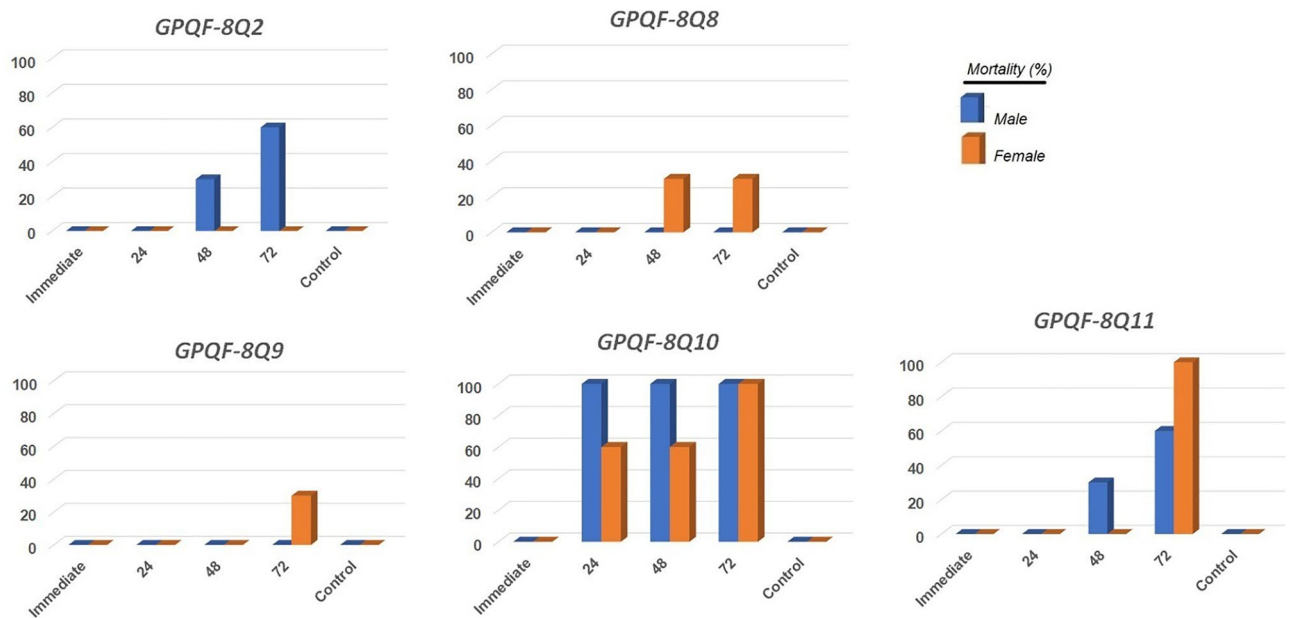 GPQF-8Q2
100
80
60
40
20
0
Immediate
24
48
72
Control
GPQF-8Q8
100
80
60
40
20
0
Immediate
24
48
72
Control
Mortality (%)
Male
Female
GPQF-8Q9
100
80
60
40
20
0
Immediate
24
48
72
Control
GPQF-8Q10
100
80
60
40
20
0
Immediate
24
48
72
Control
GPQF-8Q11
100
80
60
40
20
0
Immediate
24
48
72
Control